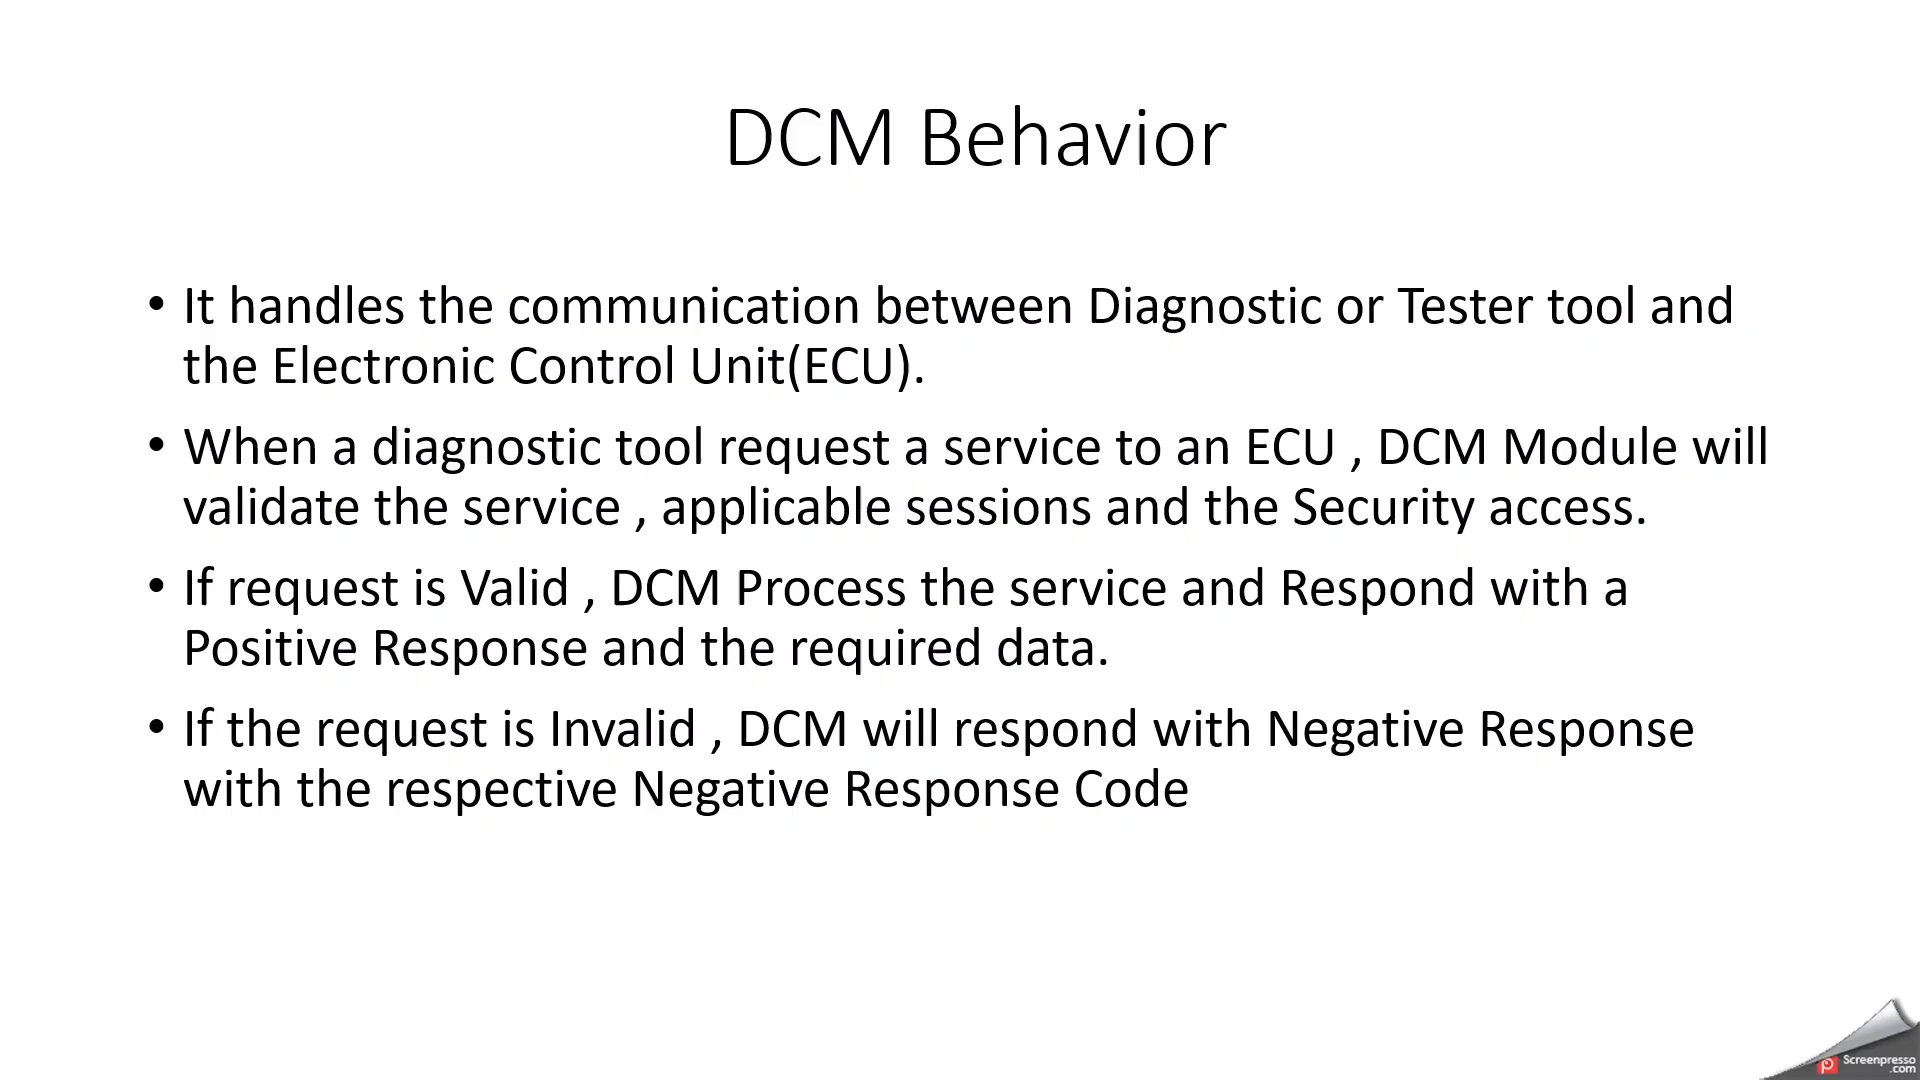 DCM Behavior
• It handles the communication between Diagnostic or Tester tool and
the Electronic Control Unit(ECU).
• When a diagnostic tool request a service to an ECU , DCM Module will
validate the service , applicable sessions and the Security access.
• If request is Valid , DCM Process the service and Respond with a
Positive Response and the required data.
• If the request is Invalid , DCM will respond with Negative Response
with the respective Negative Response Code
Screenpresso
.com